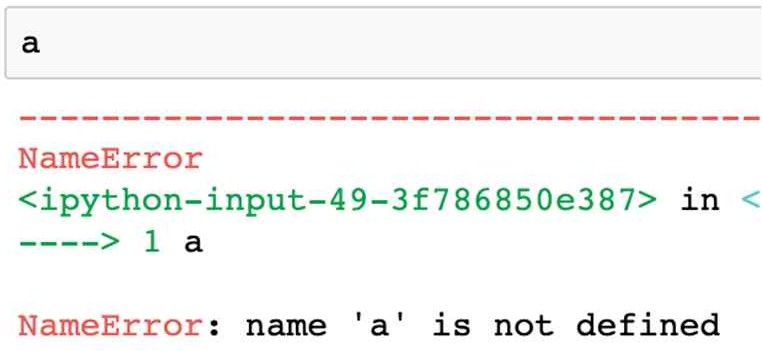 a
--------------------------------------
NameError
<ipython-input-49-3f786850e387> in <
----> 1 a
NameError: name 'a' is not defined